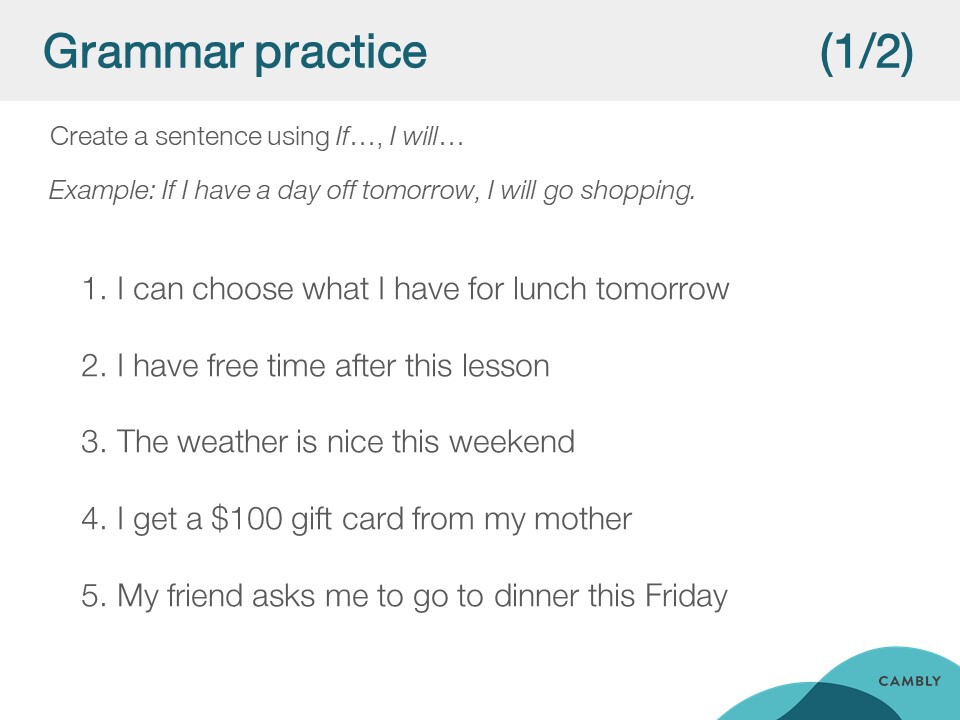 Grammar practice (1/2)
Create a sentence using If…, I will…
Example: If I have a day off tomorrow, I will go shopping.
1. I can choose what I have for lunch tomorrow
2. I have free time after this lesson
3. The weather is nice this weekend
4. I get a $100 gift card from my mother
5. My friend asks me to go to dinner this Friday
CAMBLY